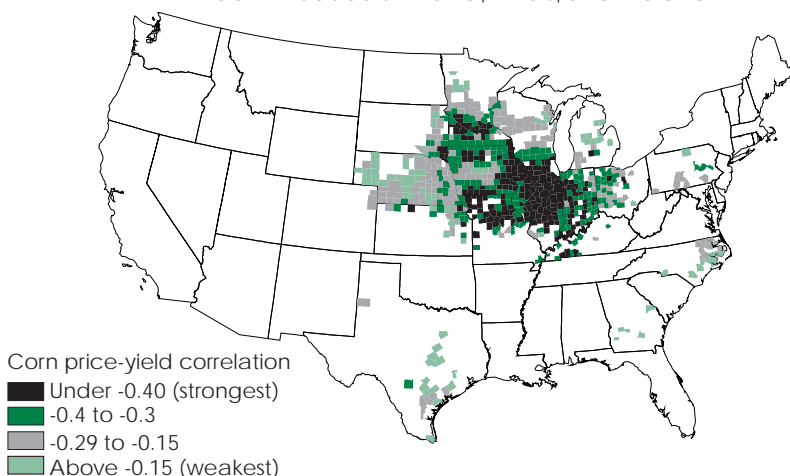 Corn price-yield correlation
Under -0.40 (strongest)
-0.4 to -0.3
-0.29 to -0.15
Above -0.15 (weakest)